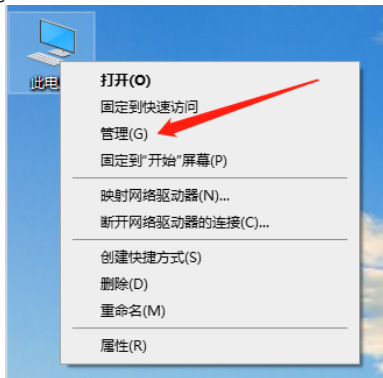 此电
打开(O)
固定到快速访问
管理(G)
固定到"开始"屏幕(P)
映射网络驱动器(N)...
断开网络驱动器的连接(C)...
创建快捷方式(S)
删除(D)
重命名(M)
属性(R)